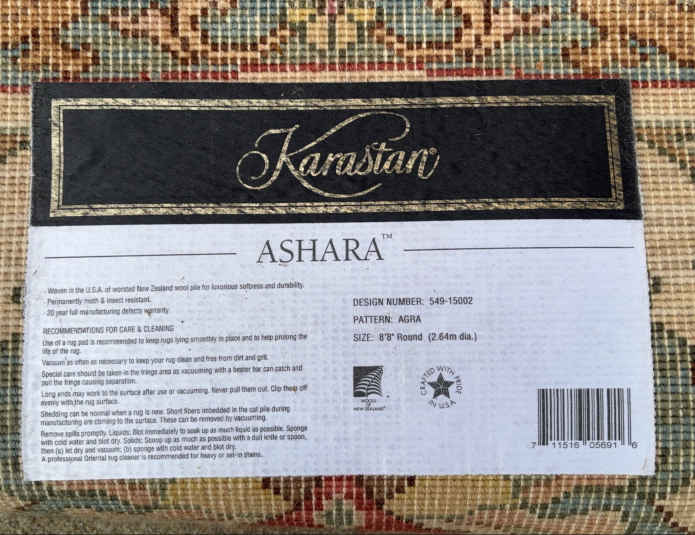 Karastan®
ASHARA™
- Woven in the U.S.A. of worsted New Zealand wool pile for luxurious softness and durability.
- Permanently moth & insect resistant.
- 20 year full manufacturing defects warranty.
RECOMMENDATIONS FOR CARE & CLEANING
Use of a rug pad is recommended to keep rugs lying smoothly in place and to help prolong the
life of the rug.
Vacuum as often as necessary to keep your rug clean and free from dirt and grit.
Special care should be taken in the fringe area as vacuuming with a beater bar can catch and
pull the fringe causing separation.
Long ends may work to the surface after use or vacuuming. Never pull them out. Clip them off
evenly with the rug surface.
Shedding can be normal when a rug is new. Short fibers imbedded in the cut pile during
manufacturing are coming to the surface. These can be removed by vacuuming.
Remove spills promptly. Liquids: Blot immediately to soak up as much liquid as possible. Sponge
with cold water and blot dry. Solids: Scoop up as much as possible with a dull knife or spoon,
then (a) let dry and vacuum; (b) sponge with cold water and blot dry.
A professional Oriental rug cleaner is recommended for heavy or set-in stains.
DESIGN NUMBER: 549-15002
PATTERN: AGRA
SIZE: 8'8" Round (2.64m dia.)
WOOLS
OF
NEW ZEALAND®
CRAFTED WITH PRIDE
IN U.S.A.
7 11516 05691 6